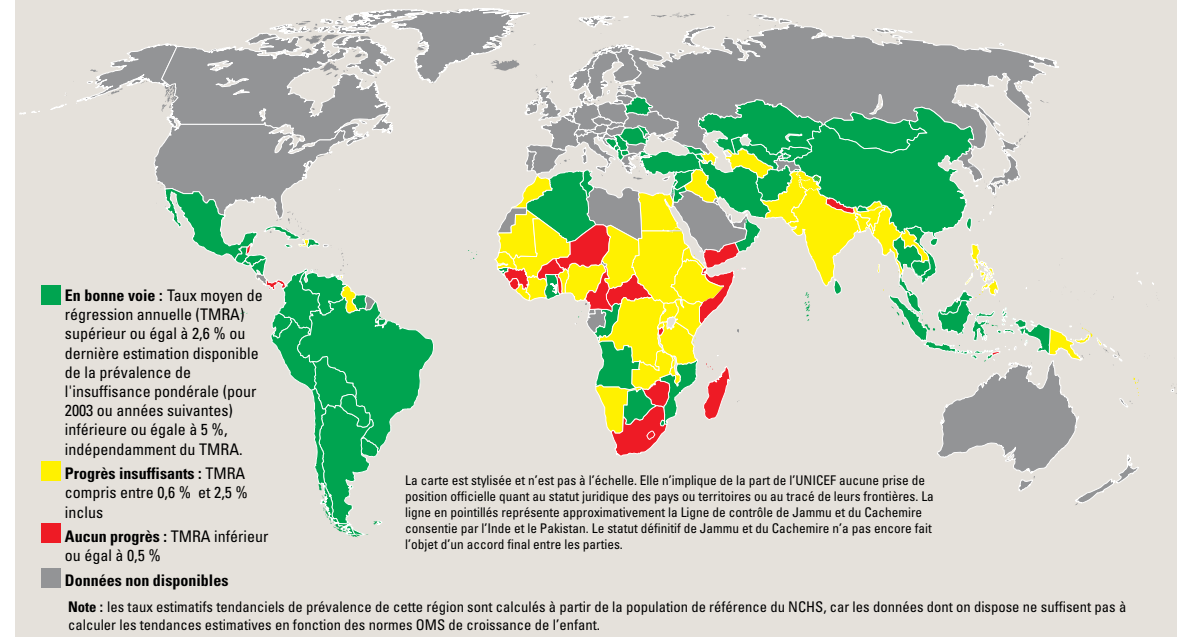 En bonne voie : Taux moyen de
régression annuelle (TMRA)
supérieur ou égal à 2,6 % ou
dernière estimation disponible
de la prévalence de
l'insuffisance pondérale (pour
2003 ou années suivantes)
inférieure ou égale à 5 %,
indépendamment du TMRA.
Progrès insuffisants : TMRA
compris entre 0,6 % et 2,5 %
inclus
Aucun progrès : TMRA inférieur
ou égal à 0,5 %
Données non disponibles
La carte est stylisée et n’est pas à l’échelle. Elle n’implique de la part de l’UNICEF aucune prise de
position officielle quant au statut juridique des pays ou territoires ou au tracé de leurs frontières. La
ligne en pointillés représente approximativement la Ligne de contrôle de Jammu et du Cachemire
consentie par l’Inde et le Pakistan. Le statut définitif de Jammu et du Cachemire n’a pas encore fait
l’objet d’un accord final entre les parties.
Note : les taux estimatifs tendanciels de prévalence de cette région sont calculés à partir de la population de référence du NCHS, car les données dont on dispose ne suffisent pas à
calculer les tendances estimatives en fonction des normes OMS de croissance de l’enfant.